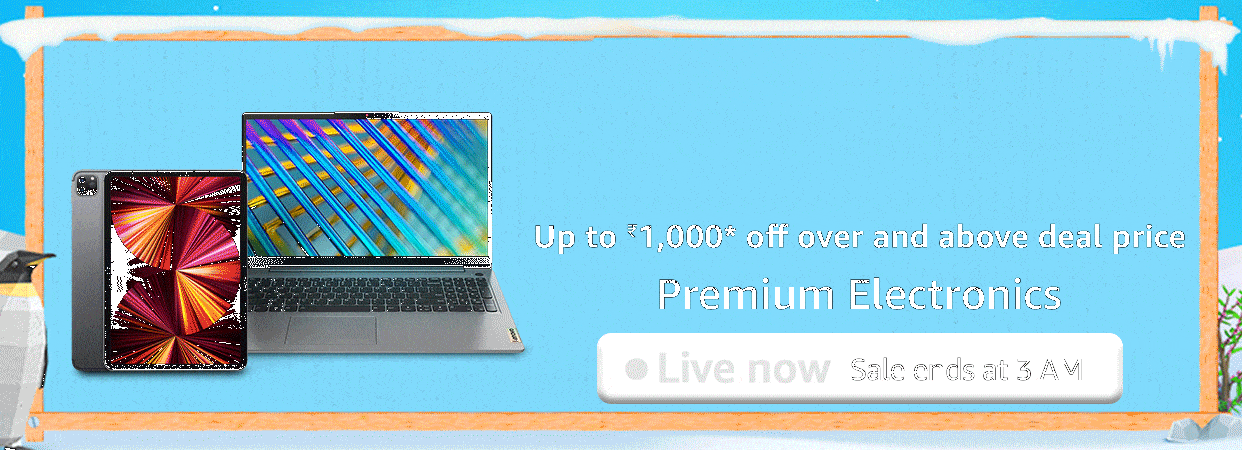 Up to ₹1,000* off over and above deal price
Premium Electronics
Live now Sale ends at 3 AM